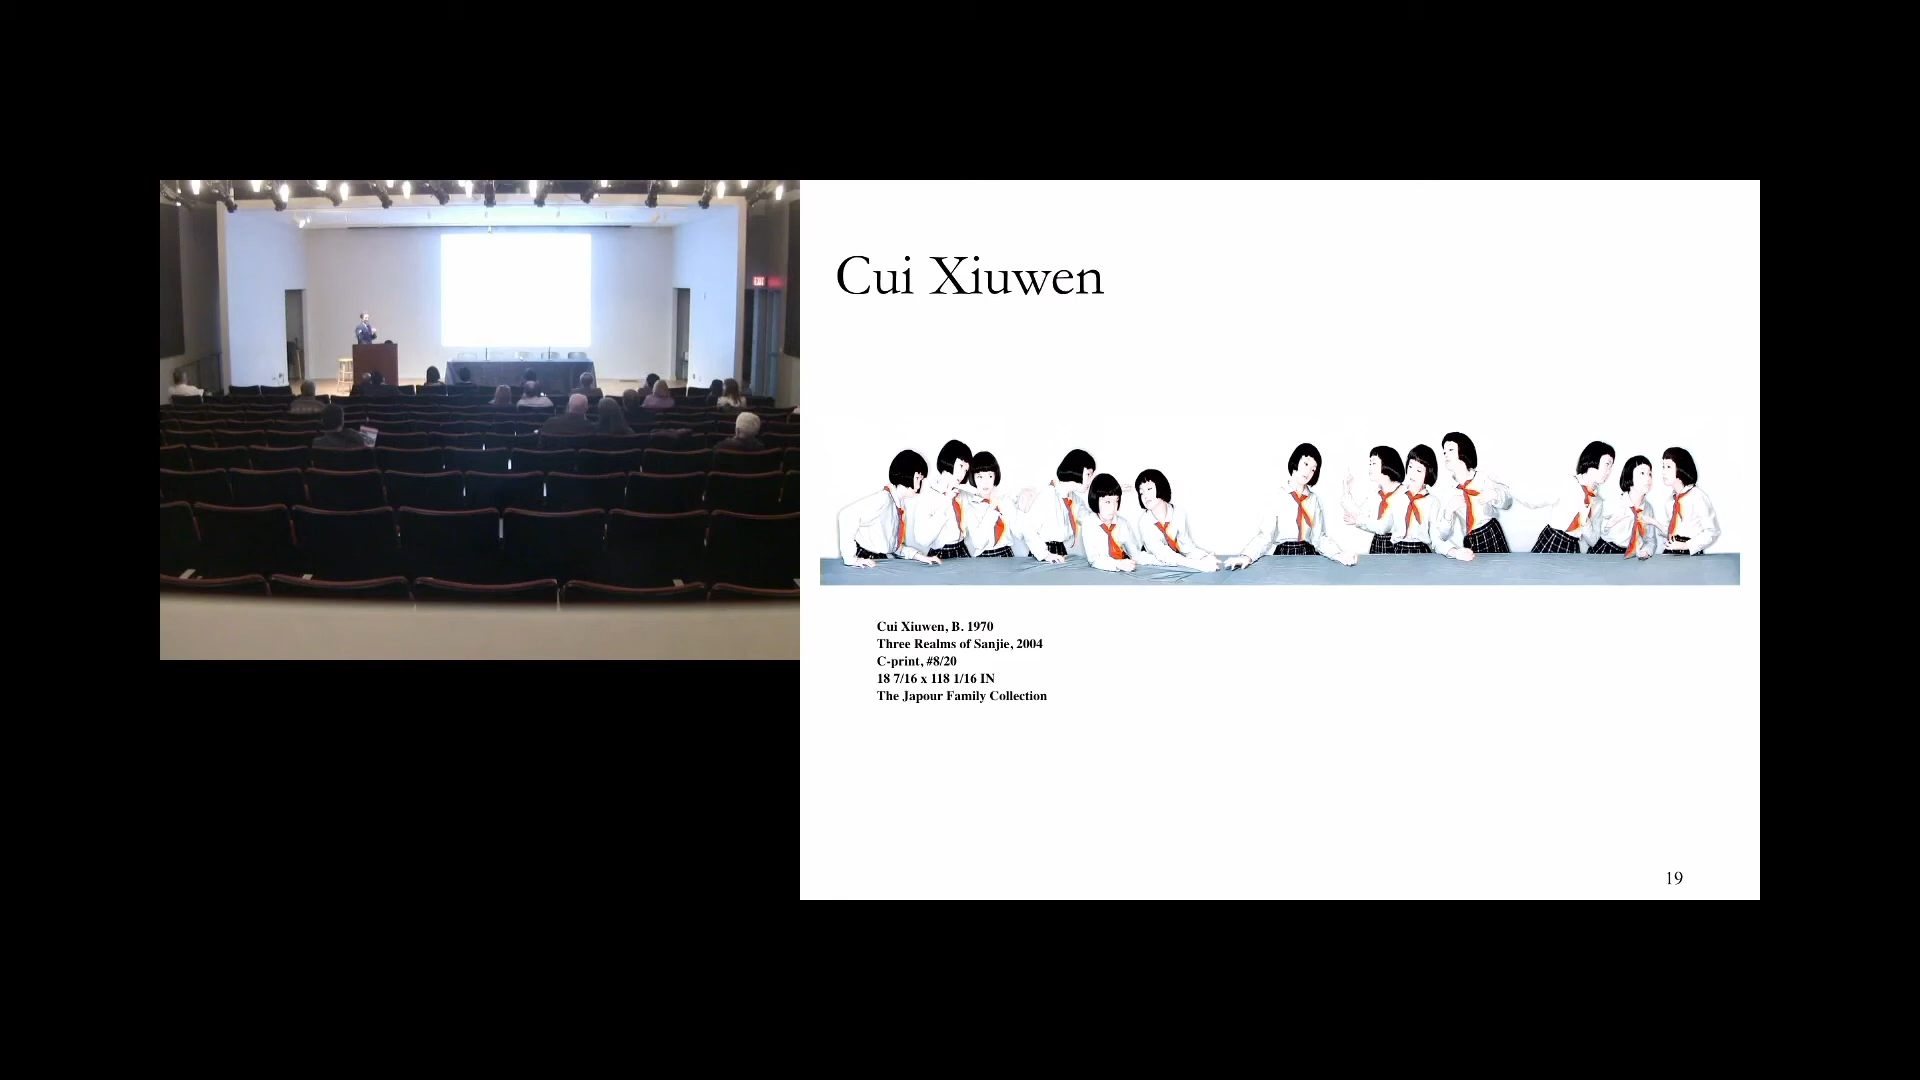 EXIT
Cui Xiuwen
Cui Xiuwen, B. 1970
Three Realms of Sanjie, 2004
C-print, #8/20
18 7/16 x 118 1/16 IN
The Japour Family Collection
19